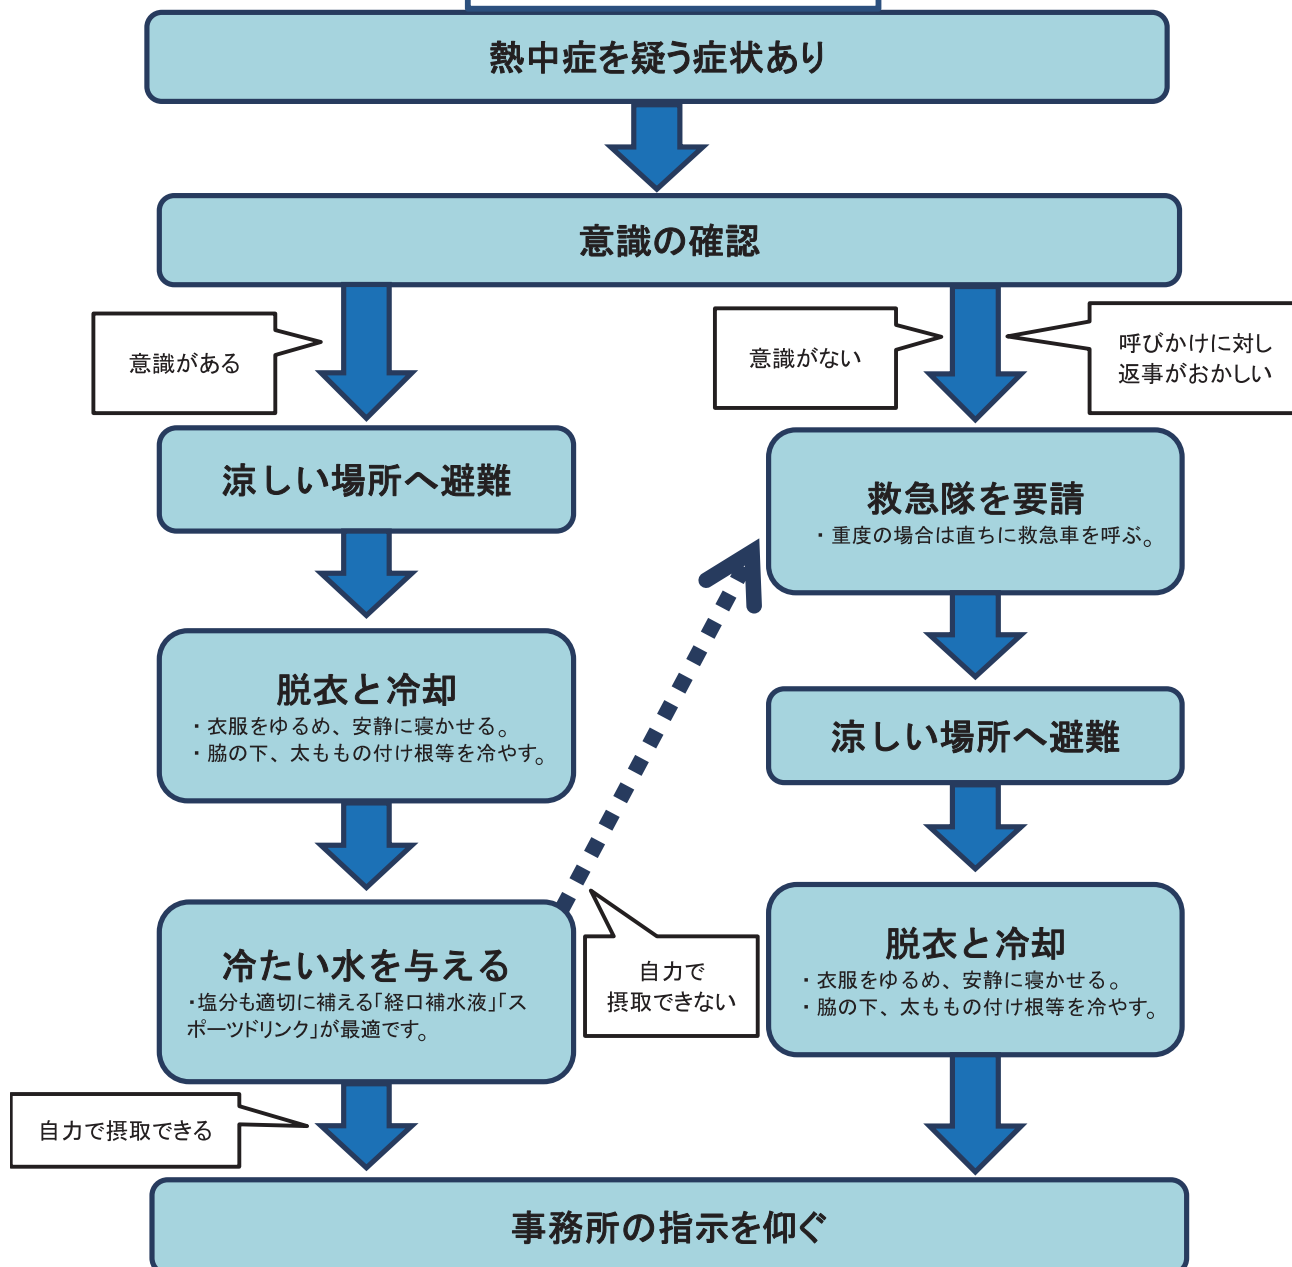 熱中症を疑う症状あり
意識の確認
意識がある
意識がない
呼びかけに対し
返事がおかしい
涼しい場所へ避難
脱衣と冷却
・衣服をゆるめ、安静に寝かせる。
・脇の下、太ももの付け根等を冷やす。
冷たい水を与える
・塩分も適切に補える「経口補水液」「ス
ポーツドリンク」が最適です。
自力で摂取できる
自力で
摂取できない
救急隊を要請
・重度の場合は直ちに救急車を呼ぶ。
涼しい場所へ避難
脱衣と冷却
・衣服をゆるめ、安静に寝かせる。
・脇の下、太ももの付け根等を冷やす。
事務所の指示を仰ぐ